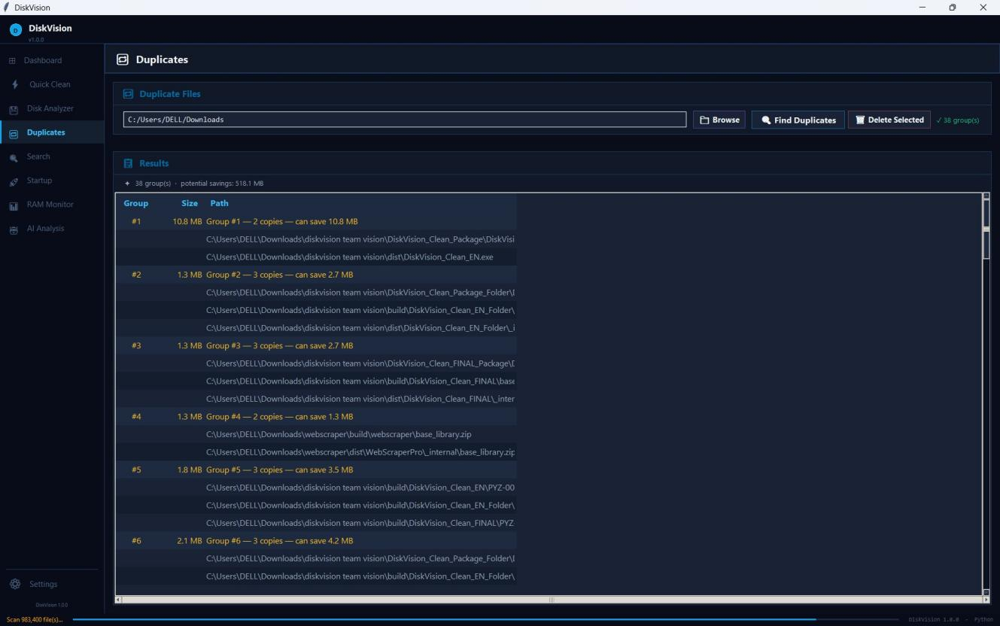 DiskVision
D DiskVision
v1.0.0
Dashboard
Quick Clean
Disk Analyzer
Duplicates
Search
Startup
RAM Monitor
AI Analysis
Settings
DiskVision 1.0.0
Duplicates
Duplicate Files
C:/Users/DELL/Downloads
Browse
Find Duplicates
Delete Selected
✓ 38 group(s)
Results
✦ 38 group(s) · potential savings: 518.1 MB
Group Size Path
#1 10.8 MB Group #1 — 2 copies — can save 10.8 MB
C:\Users\DELL\Downloads\diskvision team vision\DiskVision_Clean_Package\DiskVisi
C:\Users\DELL\Downloads\diskvision team vision\dist\DiskVision_Clean_EN.exe
#2 1.3 MB Group #2 — 3 copies — can save 2.7 MB
C:\Users\DELL\Downloads\diskvision team vision\DiskVision_Clean_Package_Folder\
C:\Users\DELL\Downloads\diskvision team vision\build\DiskVision_Clean_EN_Folder\
C:\Users\DELL\Downloads\diskvision team vision\dist\DiskVision_Clean_EN_Folder\_i
#3 1.3 MB Group #3 — 3 copies — can save 2.7 MB
C:\Users\DELL\Downloads\diskvision team vision\DiskVision_Clean_FINAL_Package\
C:\Users\DELL\Downloads\diskvision team vision\build\DiskVision_Clean_FINAL\base
C:\Users\DELL\Downloads\diskvision team vision\dist\DiskVision_Clean_FINAL\_inter
#4 1.3 MB Group #4 — 2 copies — can save 1.3 MB
C:\Users\DELL\Downloads\webscraper\build\webscraper\base_library.zip
C:\Users\DELL\Downloads\webscraper\dist\WebScraperPro\_internal\base_library.zip
#5 1.8 MB Group #5 — 3 copies — can save 3.5 MB
C:\Users\DELL\Downloads\diskvision team vision\build\DiskVision_Clean_EN\PYZ-00
C:\Users\DELL\Downloads\diskvision team vision\build\DiskVision_Clean_EN_Folder\
C:\Users\DELL\Downloads\diskvision team vision\build\DiskVision_Clean_FINAL\PYZ-
#6 2.1 MB Group #6 — 3 copies — can save 4.2 MB
C:\Users\DELL\Downloads\diskvision team vision\DiskVision_Clean_Package_Folder\
C:\Users\DELL\Downloads\diskvision team vision\build\DiskVision_Clean_EN_Folder\
Scan 983,400 file(s)...
DiskVision 1.0.0 - Python